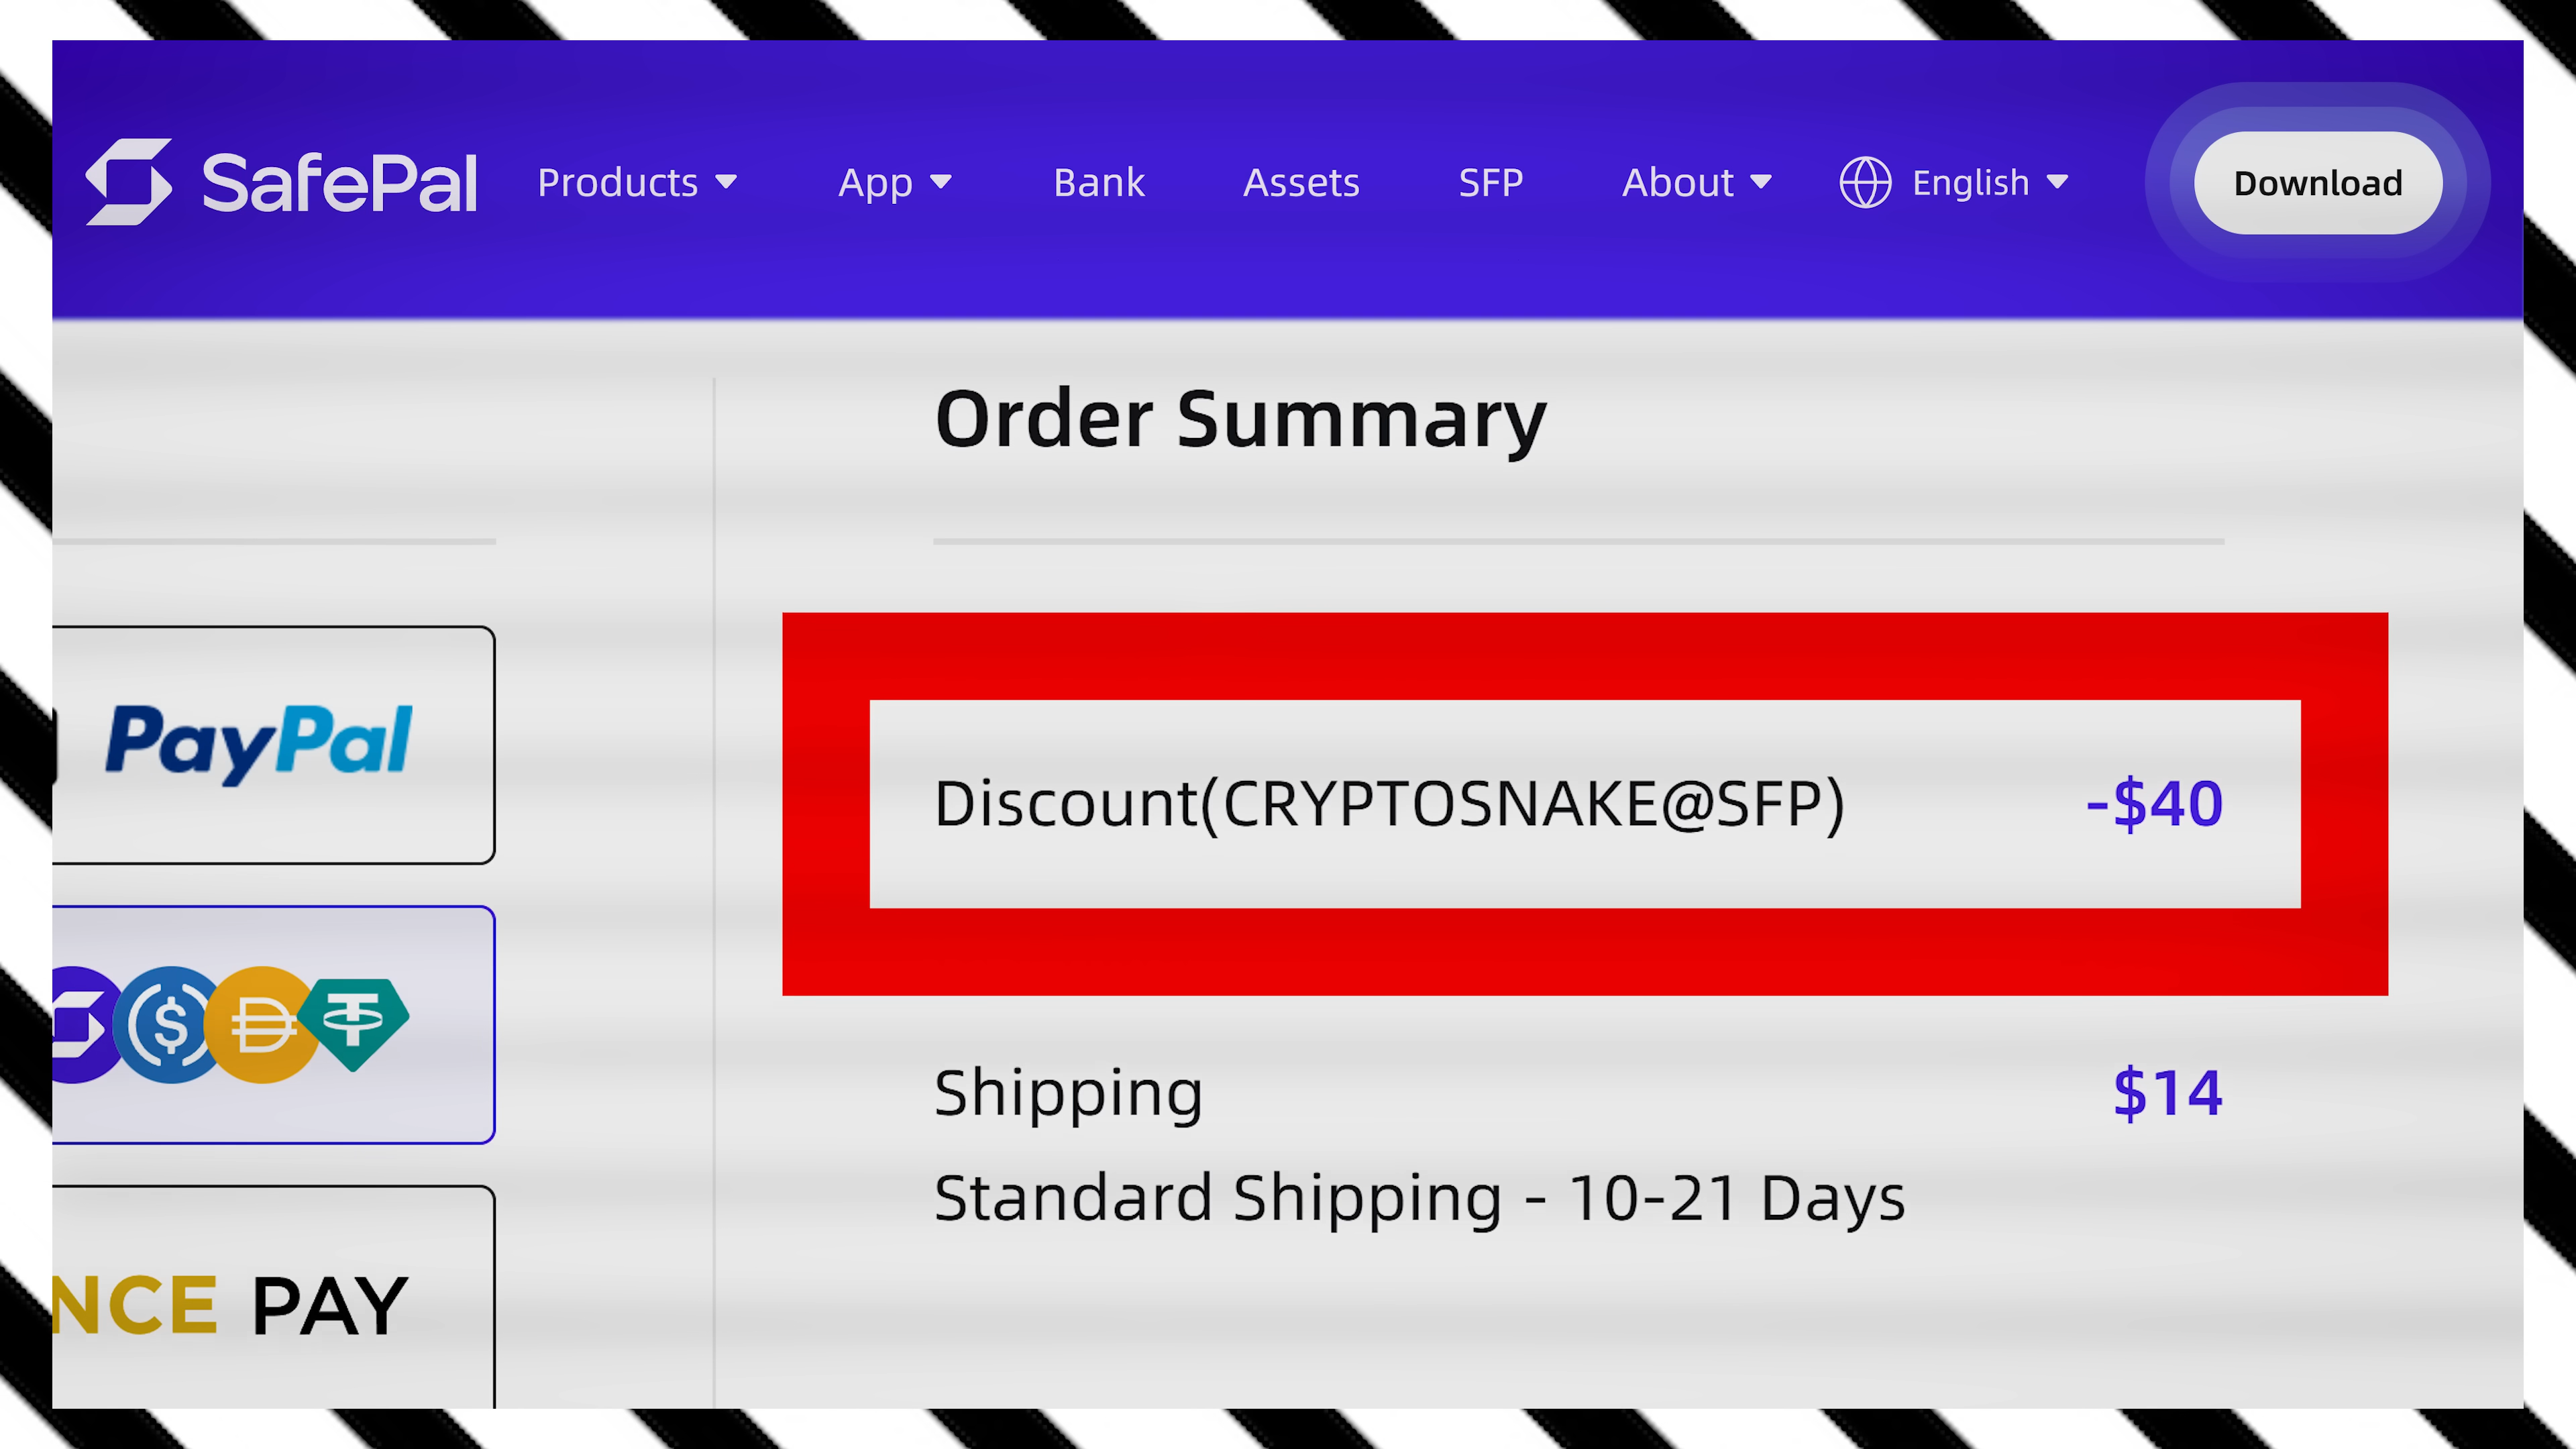 SafePal Products App Bank Assets SFP About English Download
Order Summary
PayPal
Discount(CRYPTOSNAKE@SFP) -$40
Shipping $14
Standard Shipping - 10-21 Days
NCE PAY